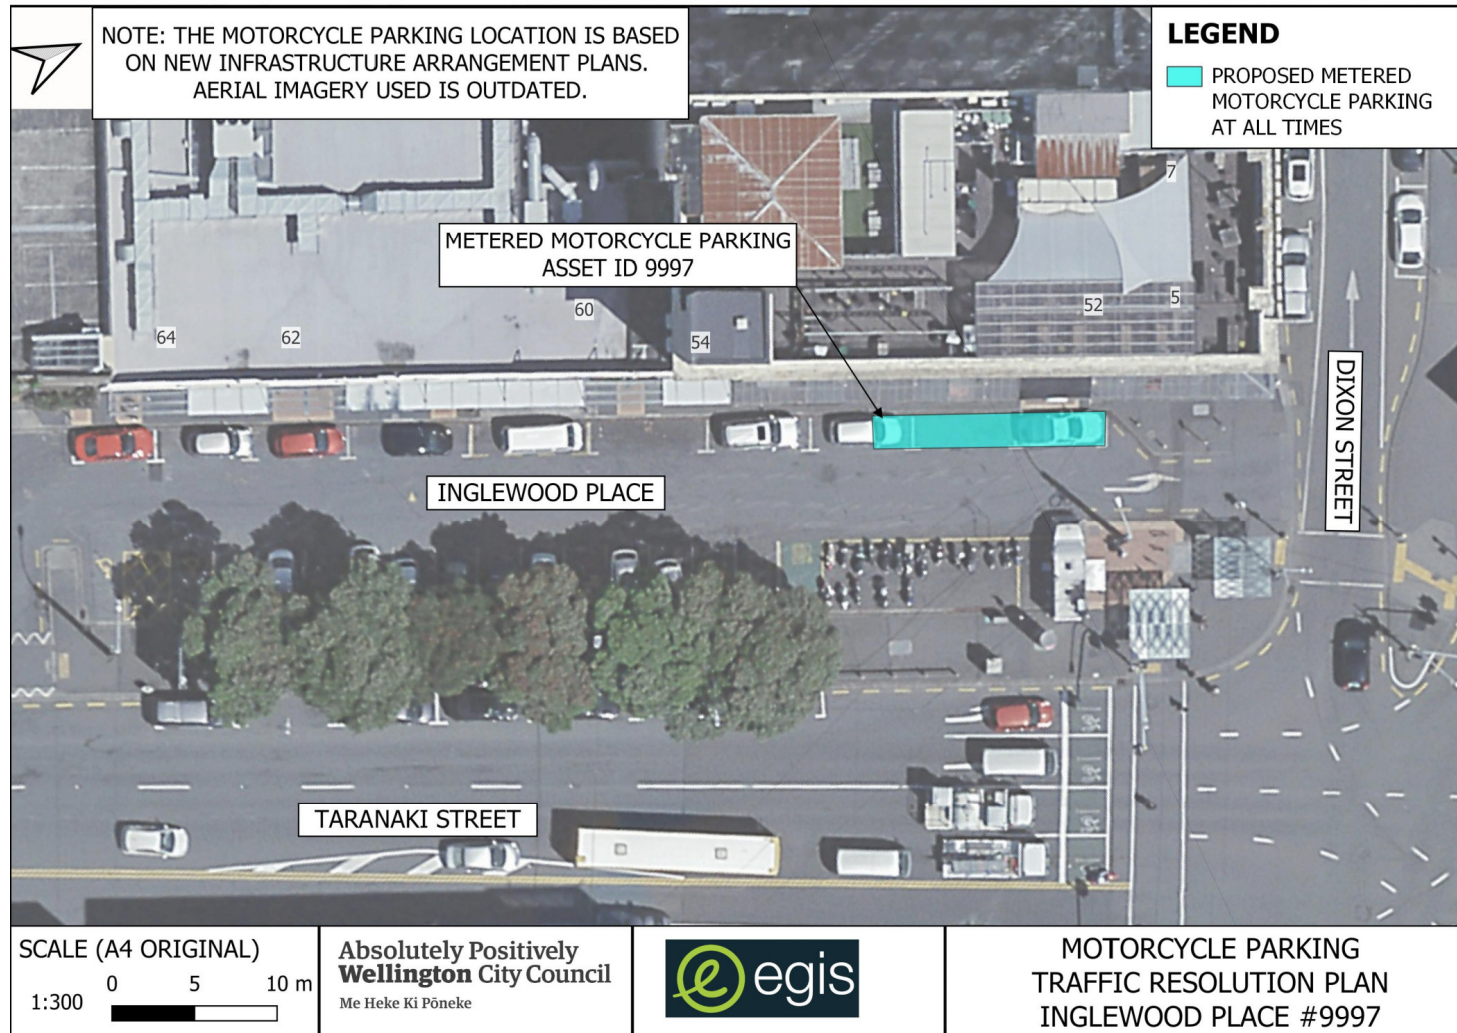 NOTE: THE MOTORCYCLE PARKING LOCATION IS BASED
ON NEW INFRASTRUCTURE ARRANGEMENT PLANS.
AERIAL IMAGERY USED IS OUTDATED.
LEGEND
PROPOSED METERED
MOTORCYCLE PARKING
AT ALL TIMES
7
METERED MOTORCYCLE PARKING
ASSET ID 9997
64
62
60
54
52
5
DIXON STREET
INGLEWOOD PLACE
TARANAKI STREET
SCALE (A4 ORIGINAL)
0 5 10 m
1:300
Absolutely Positively
Wellington City Council
Me Heke Ki Pōneke
e egis
MOTORCYCLE PARKING
TRAFFIC RESOLUTION PLAN
INGLEWOOD PLACE #9997